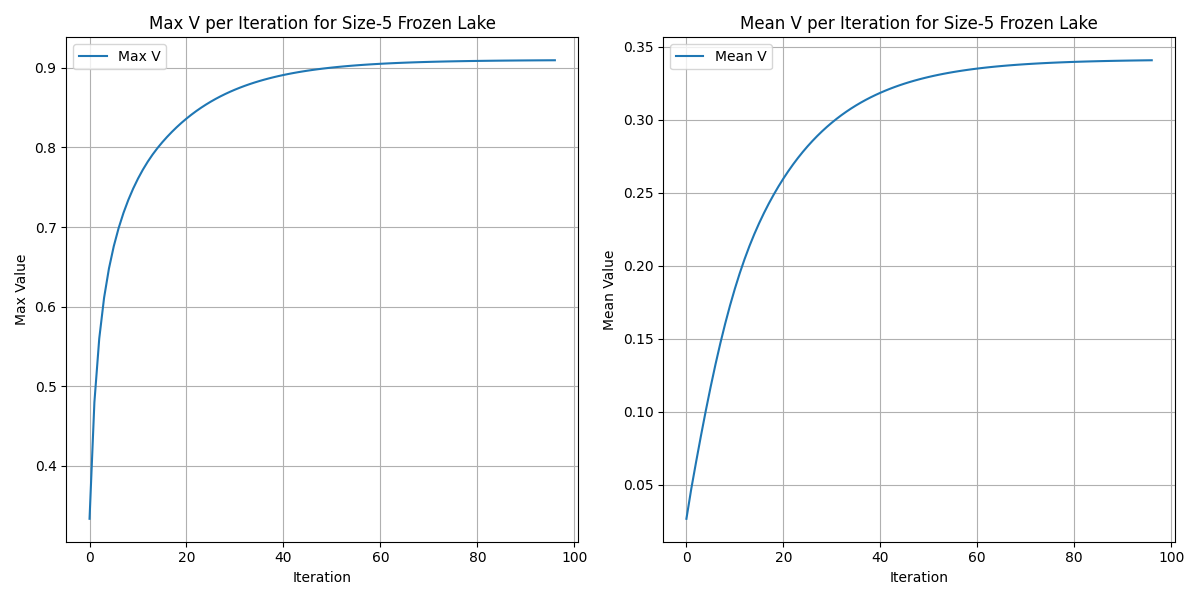 Max V per Iteration for Size-5 Frozen Lake
Max V
0.9
0.8
0.7
0.6
0.5
0.4
Max Value
0 20 40 60 80 100
Iteration
Mean V per Iteration for Size-5 Frozen Lake
Mean V
0.35
0.30
0.25
0.20
0.15
0.10
0.05
Mean Value
0 20 40 60 80 100
Iteration